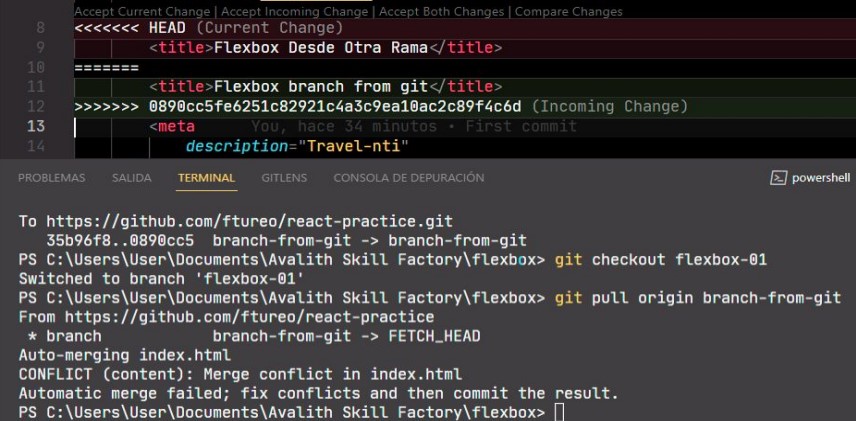 Accept Current Change | Accept Incoming Change | Accept Both Changes | Compare Changes
8 <<<<<<< HEAD (Current Change)
9 <title>Flexbox Desde Otra Rama</title>
10 =======
11 <title>Flexbox branch from git</title>
12 >>>>>>> 0890cc5fe6251c82921c4a3c9ea10ac2c89f4c6d (Incoming Change)
13 <meta You, hace 34 minutos • First commit
14 description="Travel-nti"
PROBLEMAS SALIDA TERMINAL GITLENS CONSOLA DE DEPURACIÓN powershell
To https://github.com/ftureo/react-practice.git
35b96f8..0890cc5 branch-from-git -> branch-from-git
PS C:\Users\User\Documents\Avalith Skill Factory\flexbox> git checkout flexbox-01
Switched to branch 'flexbox-01'
PS C:\Users\User\Documents\Avalith Skill Factory\flexbox> git pull origin branch-from-git
From https://github.com/ftureo/react-practice
* branch branch-from-git -> FETCH_HEAD
Auto-merging index.html
CONFLICT (content): Merge conflict in index.html
Automatic merge failed; fix conflicts and then commit the result.
PS C:\Users\User\Documents\Avalith Skill Factory\flexbox>